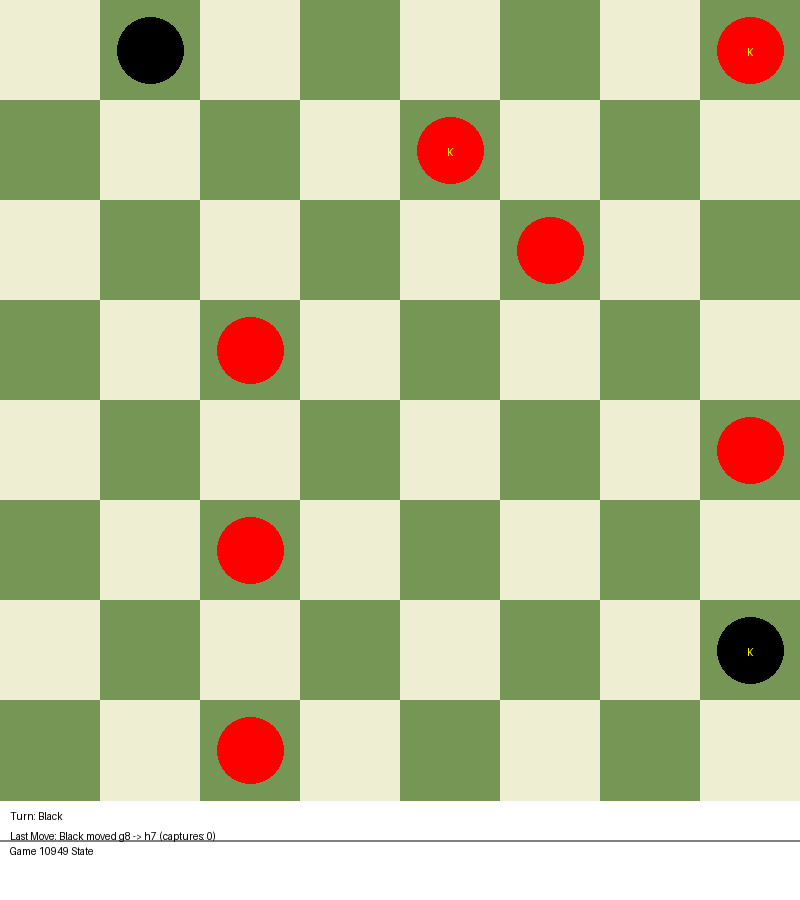 K
K
K
Turn: Black
Last Move: Black moved g8 -> h7 (captures: 0)
Game 10949 State